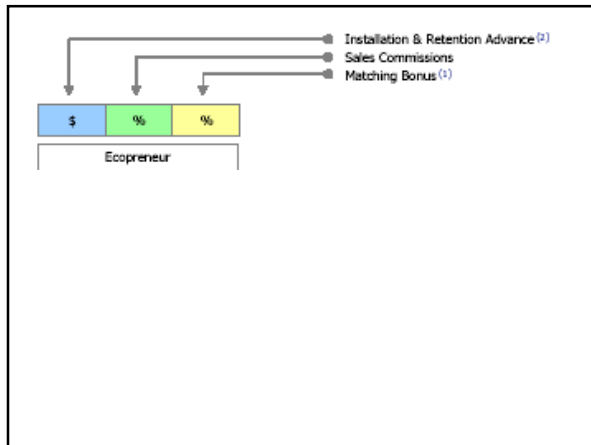 Installation & Retention Advance (2)
Sales Commissions
Matching Bonus (1)
$ % %
Ecopreneur